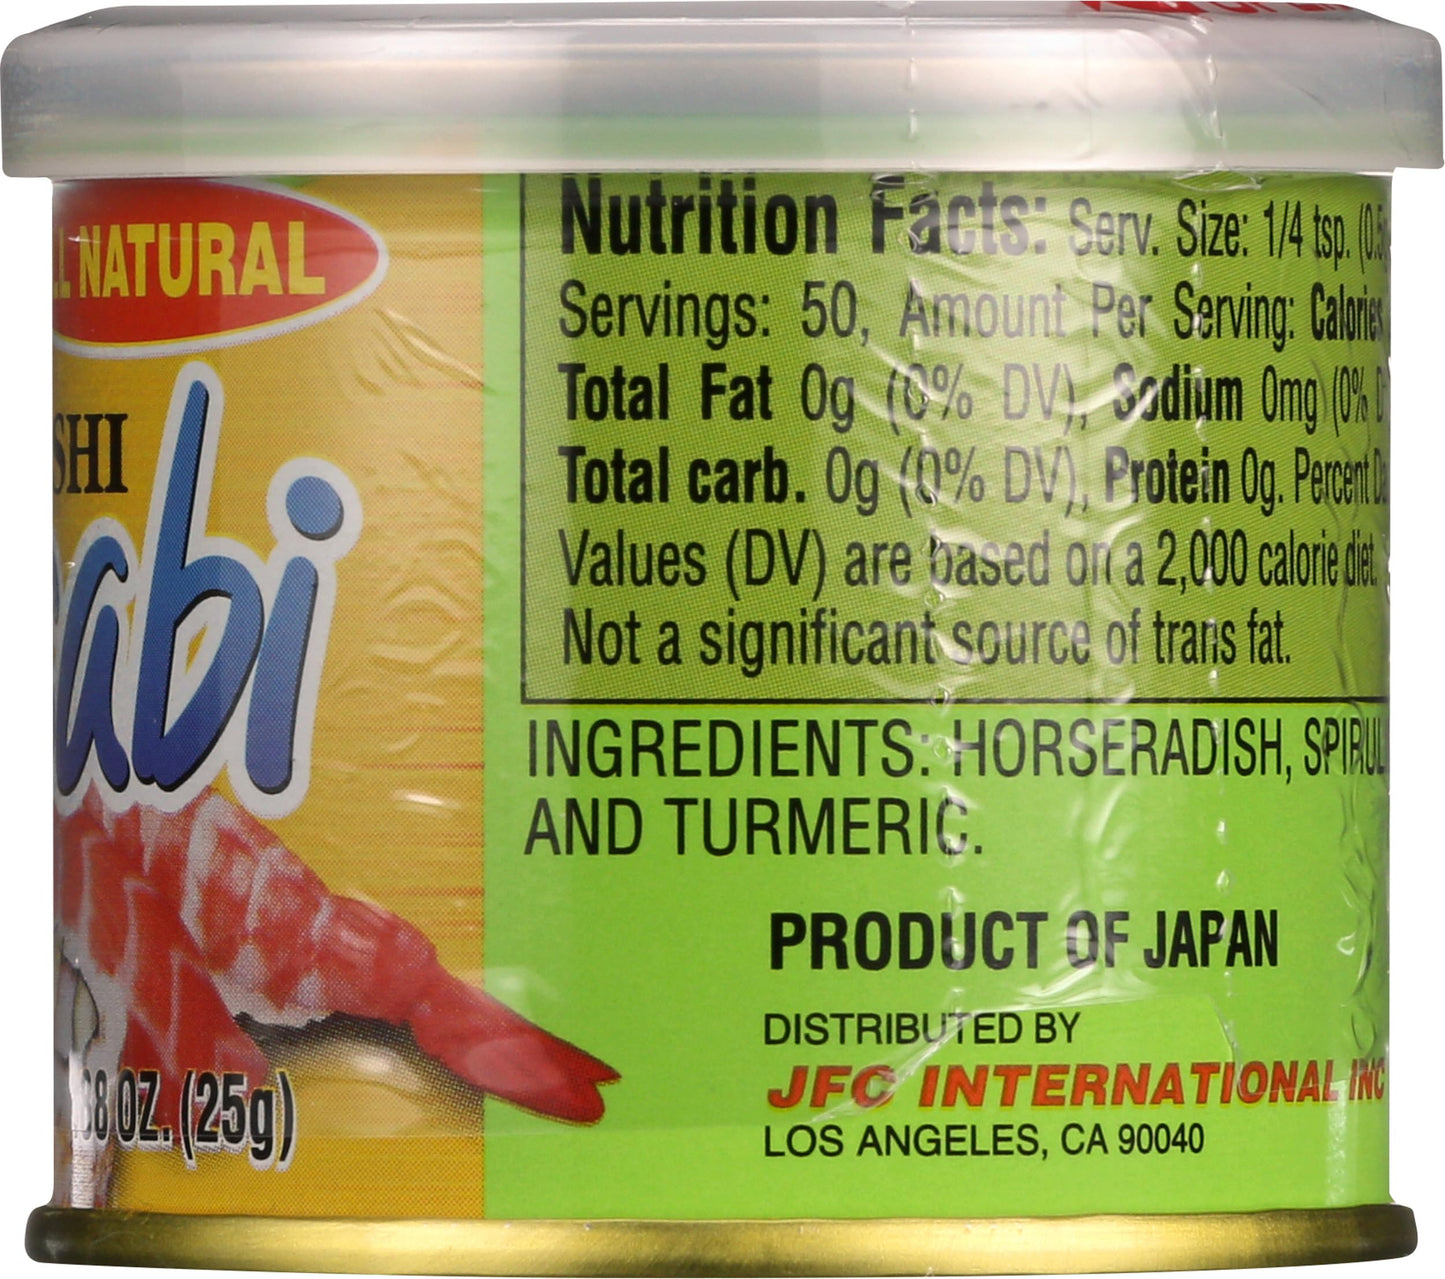 NATURAL
SHI
abi
68 OZ. (25g)
Nutrition Facts: Serv. Size: 1/4 tsp.
Servings: 50, Amount Per Serving: Calories
Total Fat 0g (0% DV), Sodium 0mg (0%
Total carb. 0g (0% DV), Protein 0g. Percent
Values (DV) are based on a 2,000 calorie diet.
Not a significant source of trans fat.
INGREDIENTS: HORSERADISH,
AND TURMERIC.
PRODUCT OF JAPAN
DISTRIBUTED BY
JFC INTERNATIONAL INC
LOS ANGELES, CA 90040